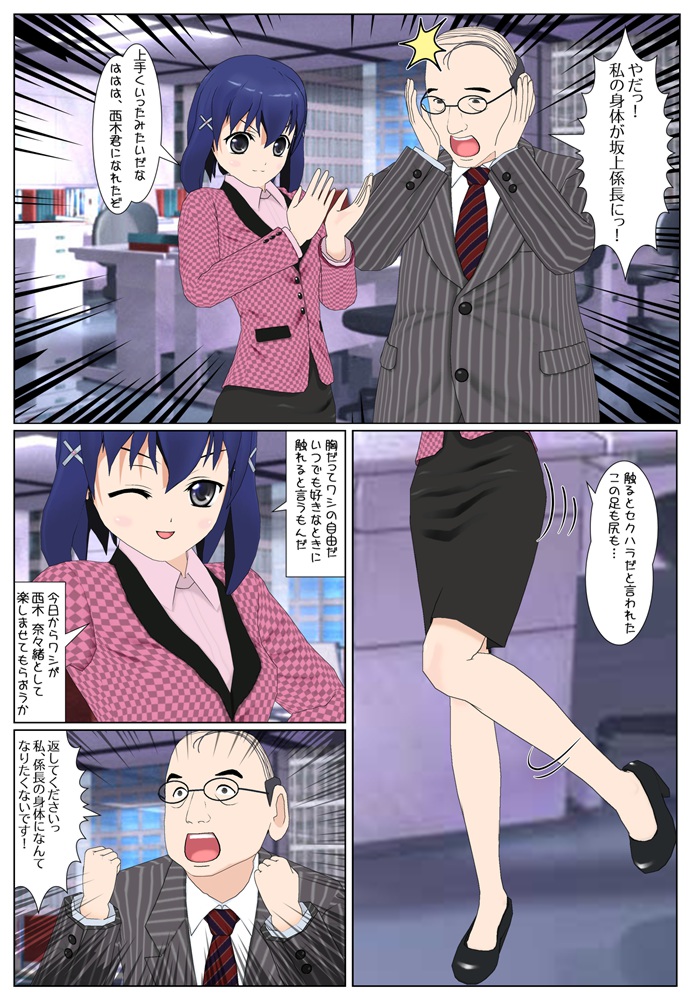 やだっ！
私の身体が坂上係長にっ！
上手くいったみたいだな
ははは、西木君になれたぞ
触るとセクハラだと言われた
この足も尻も…
胸だってワシの自由だ
いつでも好きなときに
触れると言うもんだ
今日からワシが
西木 奈々緒として
楽しませてもらおうか
返してくださいっ
私、係長の身体になんて
なりたくないです！